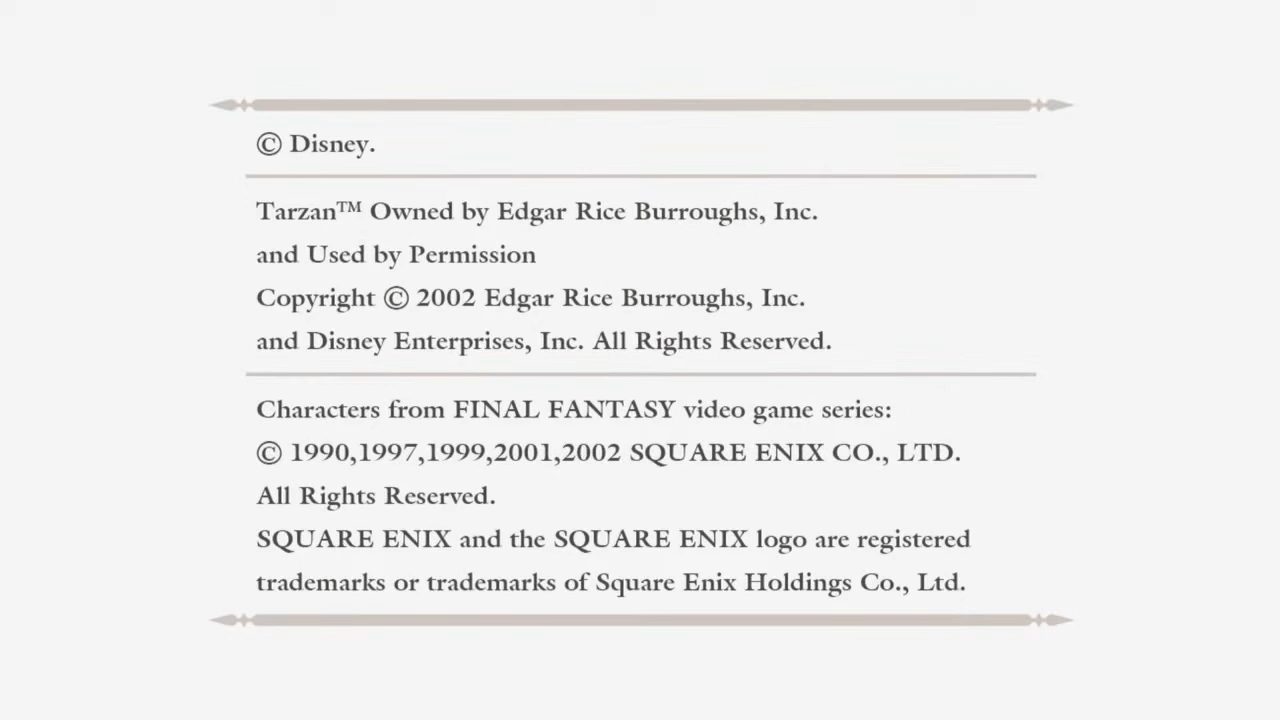 © Disney.
Tarzan™ Owned by Edgar Rice Burroughs, Inc.
and Used by Permission
Copyright © 2002 Edgar Rice Burroughs, Inc.
and Disney Enterprises, Inc. All Rights Reserved.
Characters from FINAL FANTASY video game series:
© 1990,1997,1999,2001,2002 SQUARE ENIX CO., LTD.
All Rights Reserved.
SQUARE ENIX and the SQUARE ENIX logo are registered
trademarks or trademarks of Square Enix Holdings Co., Ltd.